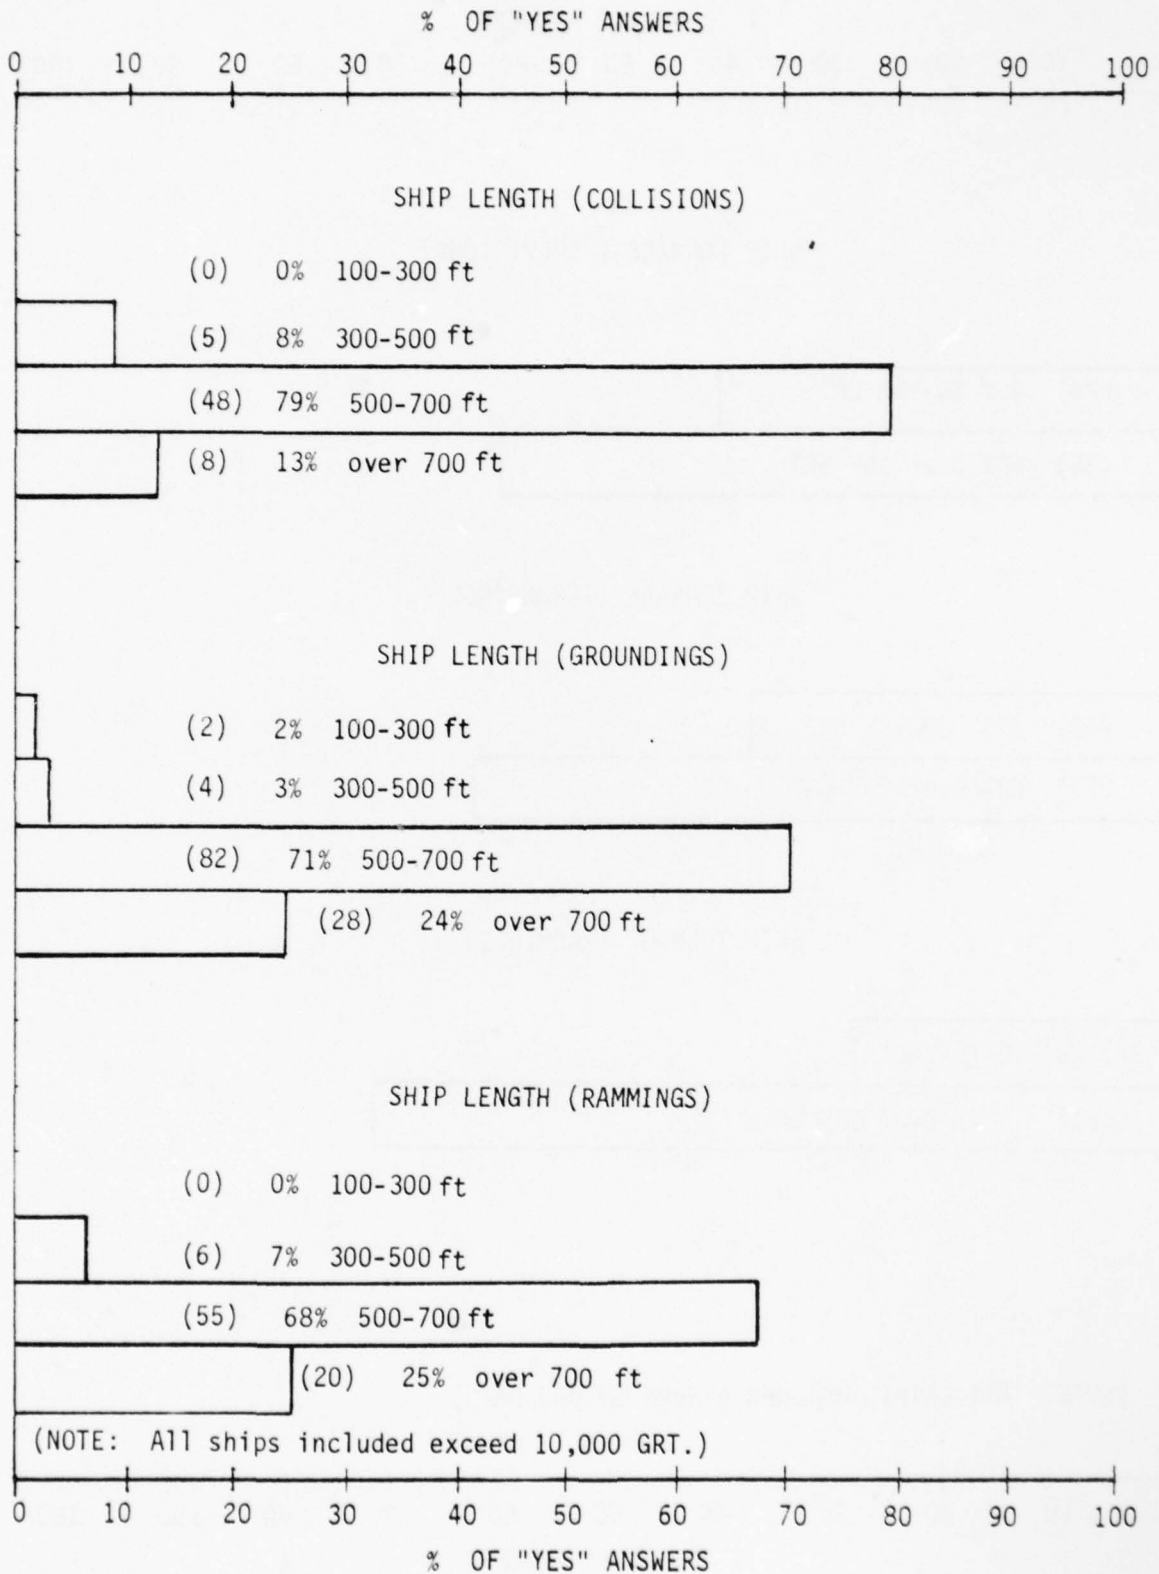 % OF "YES" ANSWERS
0 10 20 30 40 50 60 70 80 90 100
SHIP LENGTH (COLLISIONS)
(0) 0% 100-300 ft
(5) 8% 300-500 ft
(48) 79% 500-700 ft
(8) 13% over 700 ft
SHIP LENGTH (GROUNDINGS)
(2) 2% 100-300 ft
(4) 3% 300-500 ft
(82) 71% 500-700 ft
(28) 24% over 700 ft
SHIP LENGTH (RAMMINGS)
(0) 0% 100-300 ft
(6) 7% 300-500 ft
(55) 68% 500-700 ft
(20) 25% over 700 ft
(NOTE: All ships included exceed 10,000 GRT.)
0 10 20 30 40 50 60 70 80 90 100
% OF "YES" ANSWERS